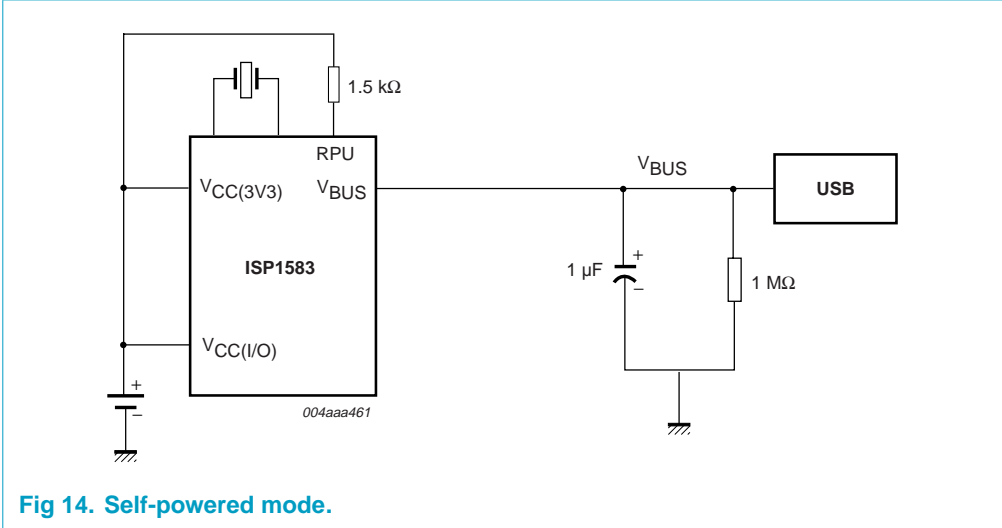 1.5 kΩ
RPU
VCC(3V3)
VBUS
VBUS
USB
ISP1583
+
1 µF
−
1 MΩ
VCC(I/O)
+
−
004aaa461
Fig 14. Self-powered mode.